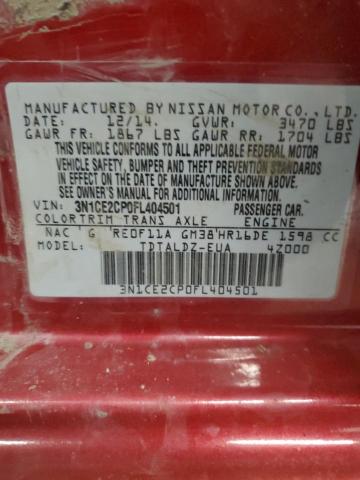 MANUFACTURED BY NISSAN MOTOR CO., LTD.
DATE: 12/14. GVWR: 3470 LBS
GAWR FR: 1867 LBS GAWR RR: 1704 LBS
THIS VEHICLE CONFORMS TO ALL APPLICABLE FEDERAL MOTOR
VEHICLE SAFETY, BUMPER AND THEFT PREVENTION STANDARDS
IN EFFECT ON THE DATE OF MANUFACTURE SHOWN ABOVE.
SEE OWNER'S MANUAL FOR ADDITIONAL INFORMATION.
VIN: 3N1CE2CP0FL404501 PASSENGER CAR.
COLOR TRIM TRANS AXLE ENGINE
NAC G RE0F11A GM38 HR16DE 1598 CC
MODEL: TDTALDZ-EUA 4Z000
3N1CE2CP0FL404501